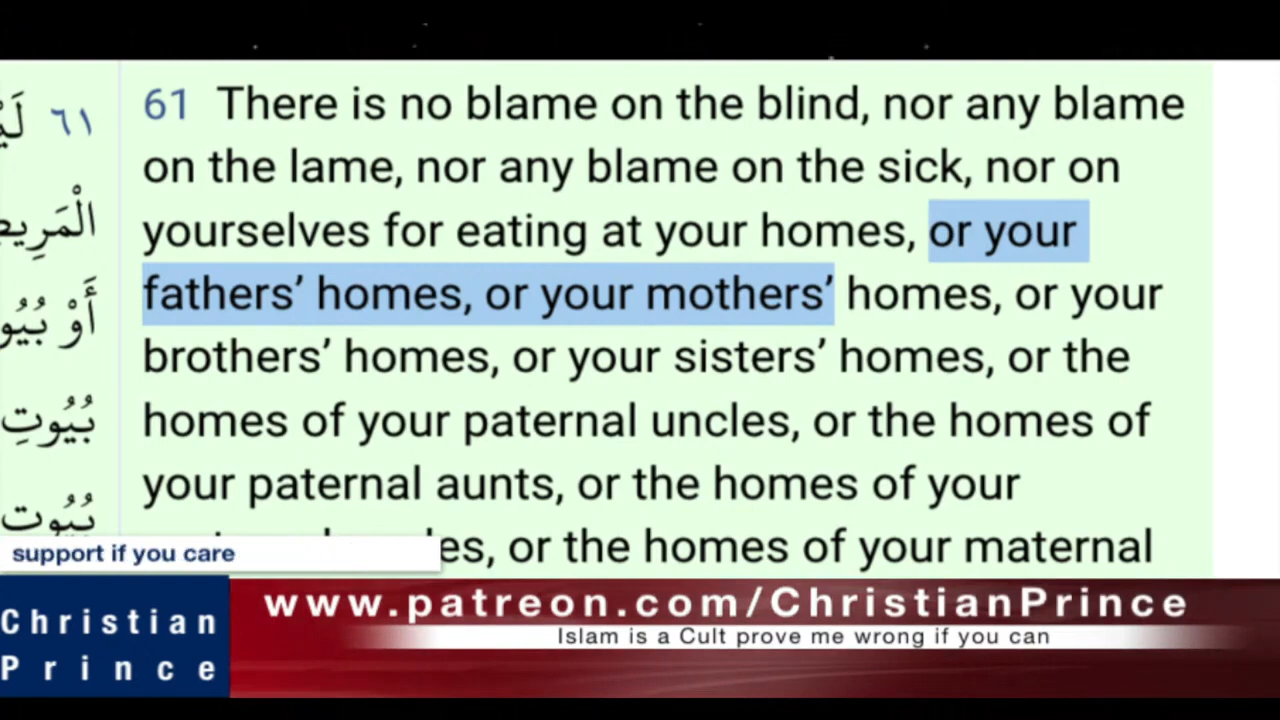 61 There is no blame on the blind, nor any blame
on the lame, nor any blame on the sick, nor on
yourselves for eating at your homes, or your
fathers’ homes, or your mothers’ homes, or your
brothers’ homes, or your sisters’ homes, or the
homes of your paternal uncles, or the homes of
your paternal aunts, or the homes of your
or the homes of your maternal
٦١
أَوْ
بُيُوتِ
بُيُوتِ
support if you care
Christian
Prince
www.patreon.com/ChristianPrince
Islam is a Cult prove me wrong if you can